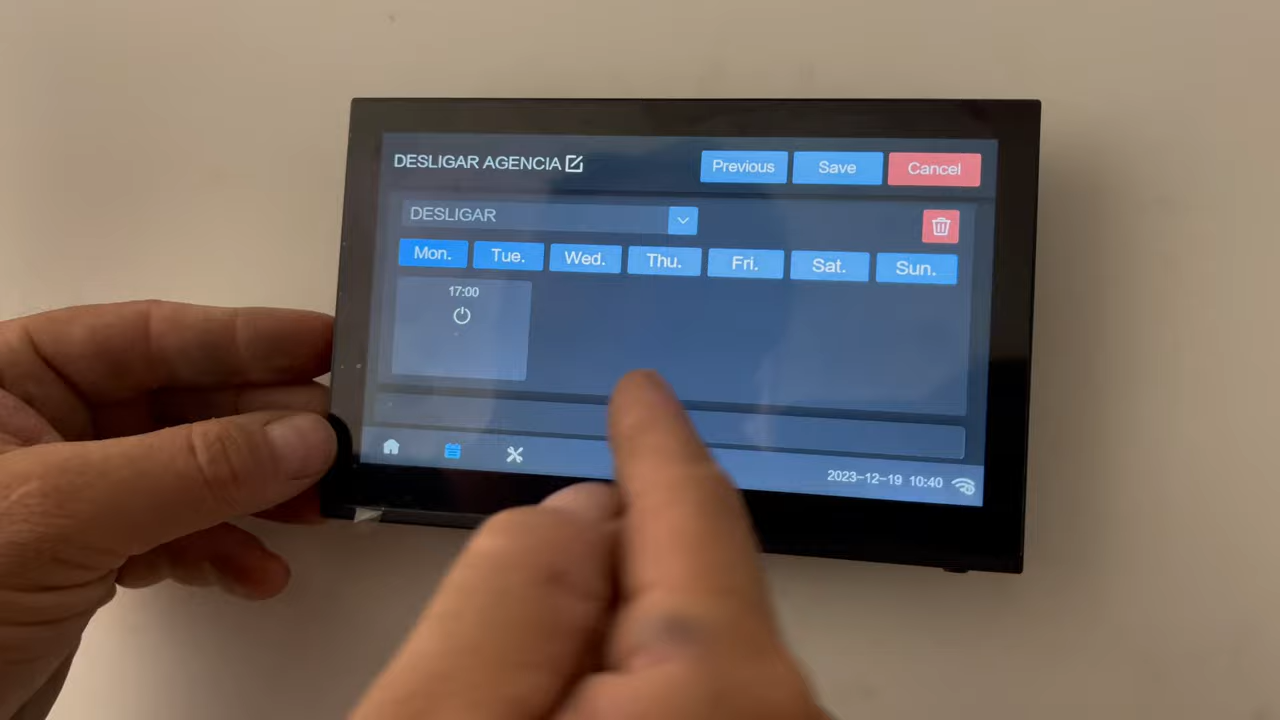 DESLIGAR AGENCIA
Previous
Save
Cancel
DESLIGAR
Mon.
Tue.
Wed.
Thu.
Fri.
Sat.
Sun.
17:00
2023-12-19 10:40